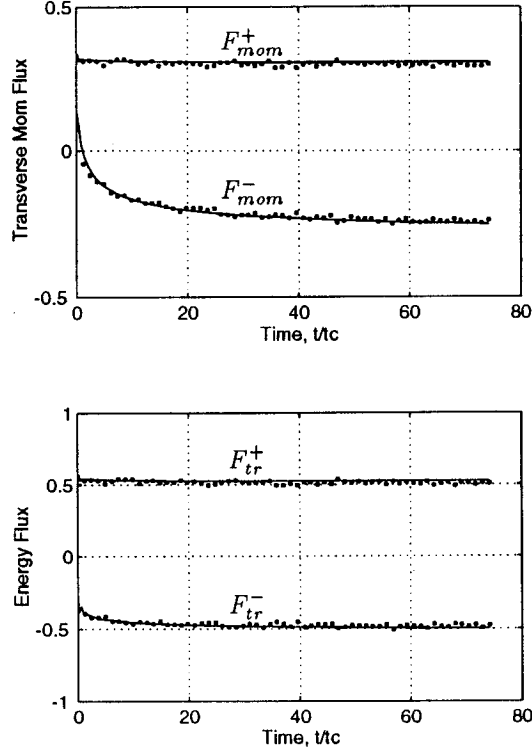 0.5
F+mom
Transverse Mom Flux
0
F−mom
-0.5
0 20 40 60 80
Time, t/tc
1
F+tr
0.5
Energy Flux
0
F−tr
-0.5
-1
0 20 40 60 80
Time, t/tc